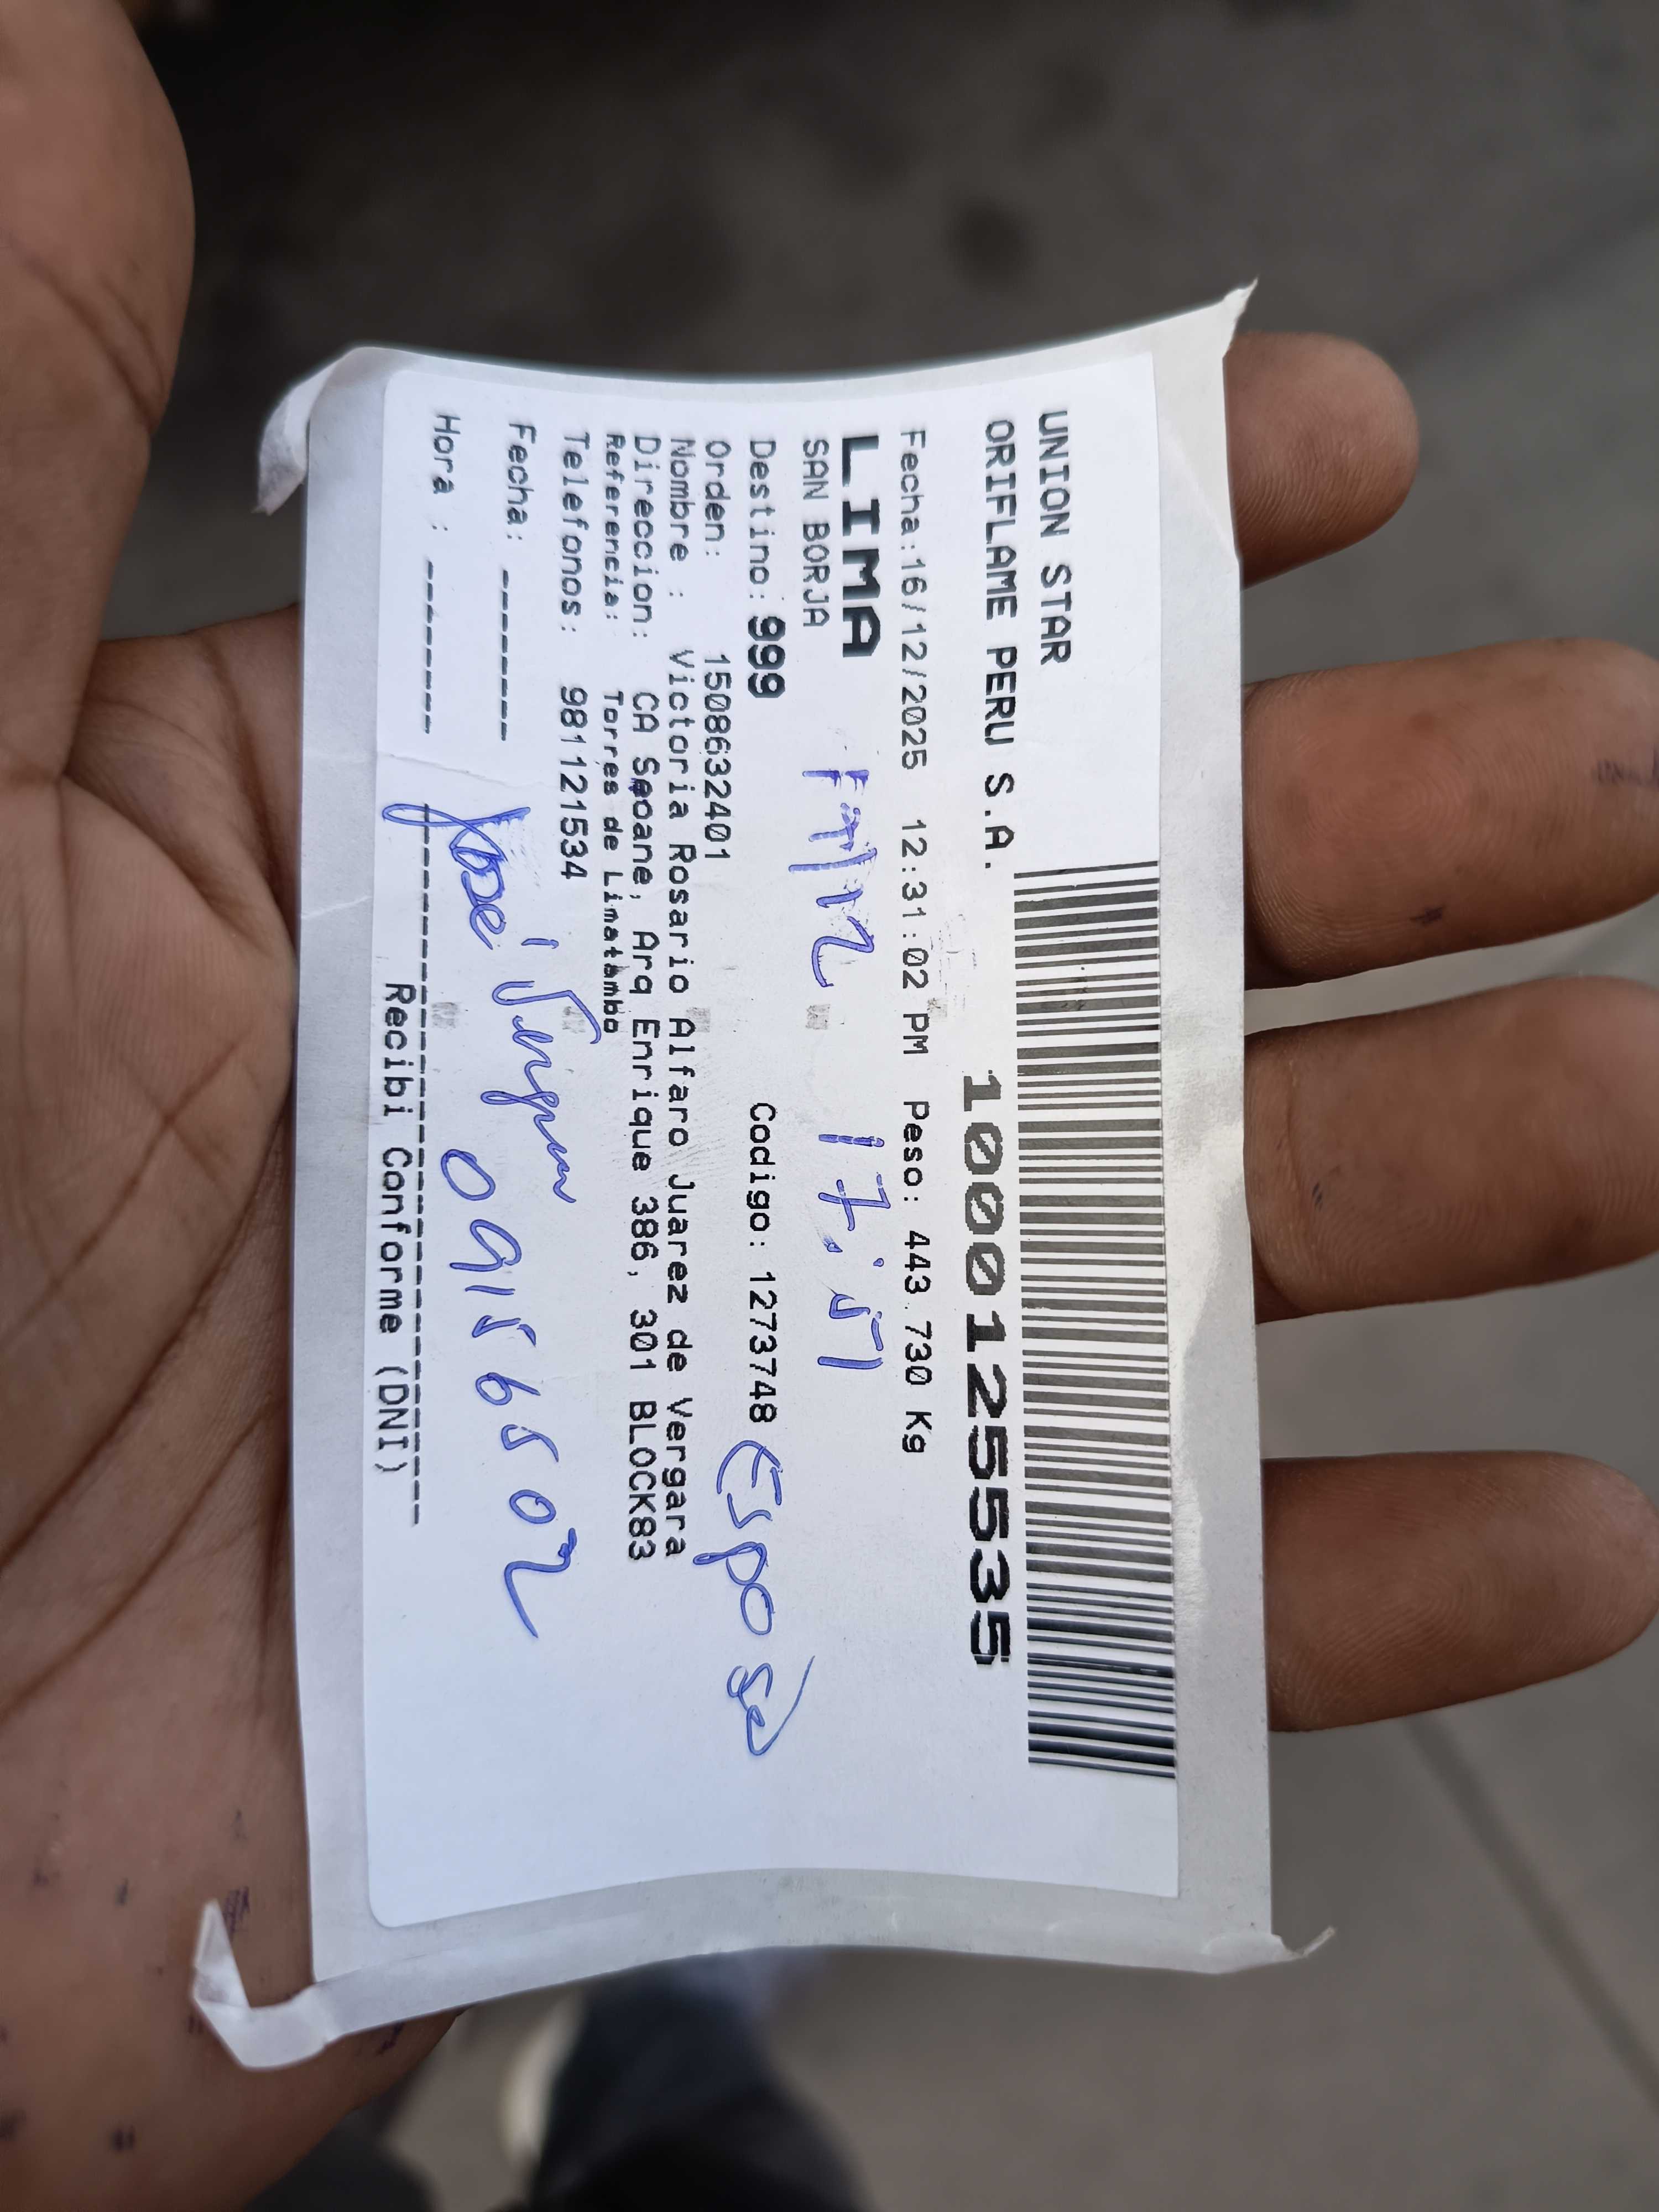 UNION STAR
ORIFLAME PERU S.A.
1000125535
Fecha:16/12/2025 12:31:02 PM Peso: 443.730 Kg
LIMA
SAN BORJA
17:51
Destino: 999 Codigo: 1273748
Esposo
Orden: 1508632401
Nombre : Victoria Rosario Alfaro Juarez de Vergara
Direccion: CA Seoane, Arq Enrique 386, 301 BLOCK83
Referencia: Torres de Limatambo
Telefonos: 981121534
Fecha: ------
José 09156502
Hora : ------
Recibi Conforme (DNI)